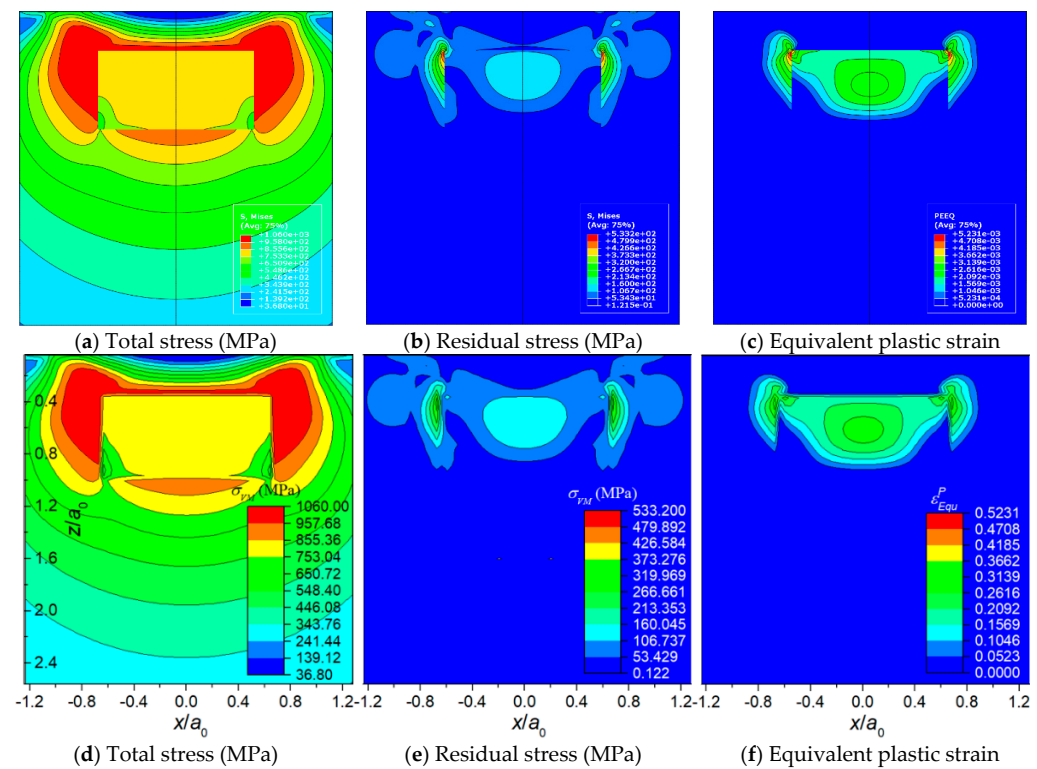 S, Mises
(Avg: 75%)
+1.060e+03
+9.580e+02
+8.556e+02
+7.533e+02
+6.509e+02
+5.486e+02
+4.462e+02
+3.439e+02
+2.415e+02
+1.392e+02
+3.680e+01
S, Mises
(Avg: 75%)
+5.332e+02
+4.799e+02
+4.266e+02
+3.733e+02
+3.200e+02
+2.667e+02
+2.134e+02
+1.600e+02
+1.067e+02
+5.343e+01
+1.215e-01
PEEQ
(Avg: 75%)
+5.231e-03
+4.708e-03
+4.185e-03
+3.662e-03
+3.139e-03
+2.616e-03
+2.092e-03
+1.569e-03
+1.046e-03
+5.231e-04
+0.000e+00
(a) Total stress (MPa)
(b) Residual stress (MPa)
(c) Equivalent plastic strain
0.4
0.8
1.2
1.6
2.0
2.4
z/a0
σVM (MPa)
1060.00
957.68
855.36
753.04
650.72
548.40
446.08
343.76
241.44
139.12
36.80
-1.2 -0.8 -0.4 0.0 0.4 0.8 1.2
x/a0
σVM (MPa)
533.200
479.892
426.584
373.276
319.969
266.661
213.353
160.045
106.737
53.429
0.122
-1.2 -0.8 -0.4 0.0 0.4 0.8 1.2
x/a0
εPEqu
0.5231
0.4708
0.4185
0.3662
0.3139
0.2616
0.2092
0.1569
0.1046
0.0523
0.0000
-1.2 -0.8 -0.4 0.0 0.4 0.8 1.2
x/a0
(d) Total stress (MPa)
(e) Residual stress (MPa)
(f) Equivalent plastic strain